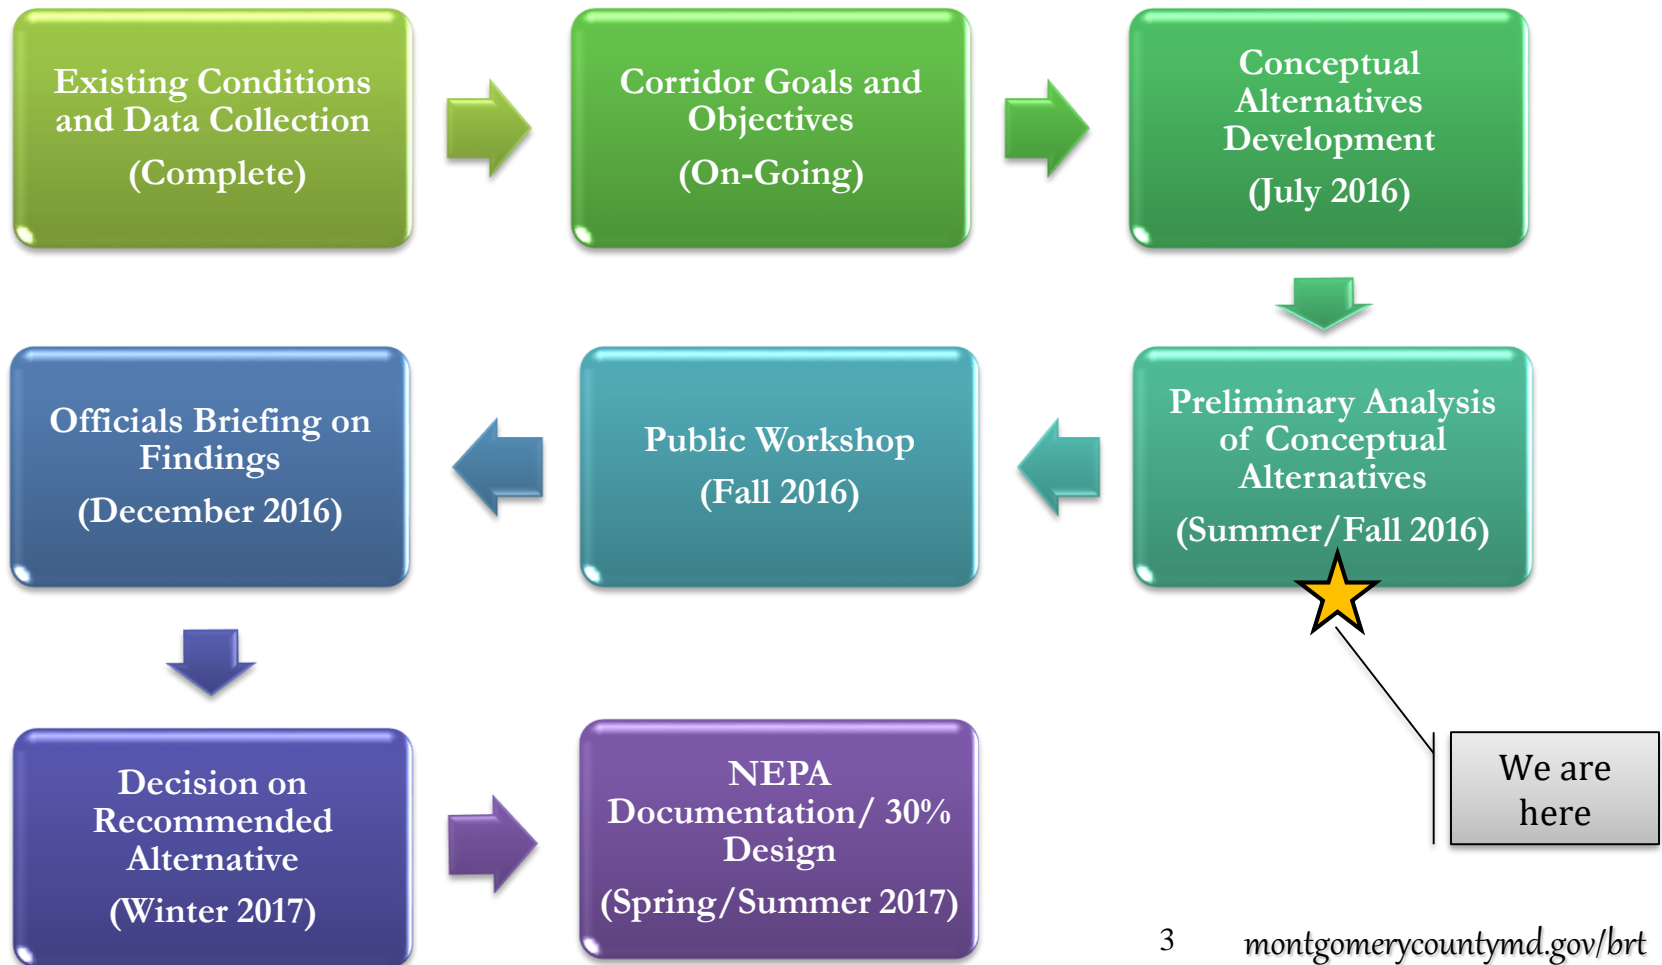 Existing Conditions
and Data Collection
(Complete)
Corridor Goals and
Objectives
(On-Going)
Conceptual
Alternatives
Development
(July 2016)
Preliminary Analysis
of Conceptual
Alternatives
(Summer/Fall 2016)
Public Workshop
(Fall 2016)
Officials Briefing on
Findings
(December 2016)
Decision on
Recommended
Alternative
(Winter 2017)
NEPA
Documentation/ 30%
Design
(Spring/Summer 2017)
We are
here
3
montgomerycountymd.gov/brt